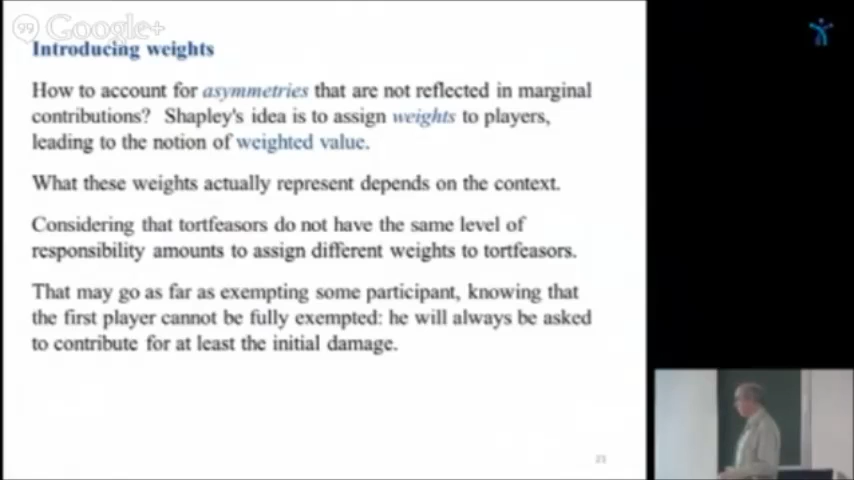 99 Google+
Introducing weights
How to account for asymmetries that are not reflected in marginal
contributions? Shapley's idea is to assign weights to players,
leading to the notion of weighted value.
What these weights actually represent depends on the context.
Considering that tortfeasors do not have the same level of
responsibility amounts to assign different weights to tortfeasors.
That may go as far as exempting some participant, knowing that
the first player cannot be fully exempted: he will always be asked
to contribute for at least the initial damage.